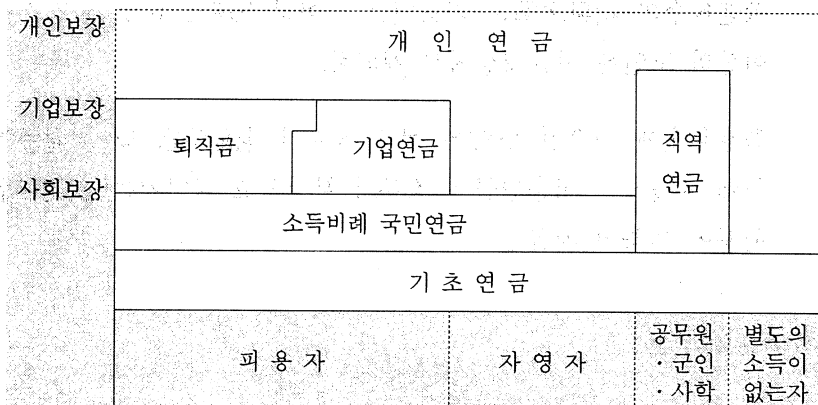 개인보장
개 인 연 금
기업보장
퇴직금
기업연금
직역
연금
사회보장
소득비례 국민연금
기 초 연 금
피 용 자
자 영 자
공무원
· 군인
· 사학
별도의
소득이
없는자